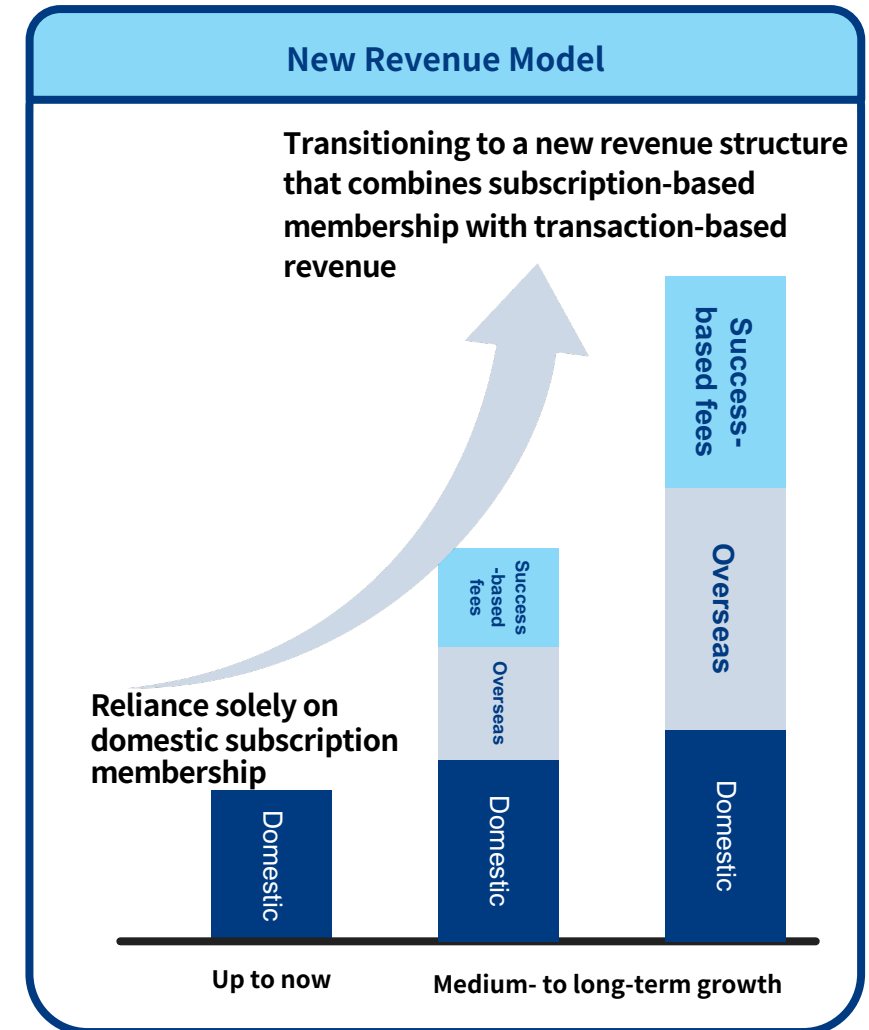 New Revenue Model
Transitioning to a new revenue structure
that combines subscription-based
membership with transaction-based
revenue
Reliance solely on
domestic subscription
membership
Domestic
Success
-based
fees
Overseas
Domestic
Success-
based fees
Overseas
Domestic
Up to now
Medium- to long-term growth